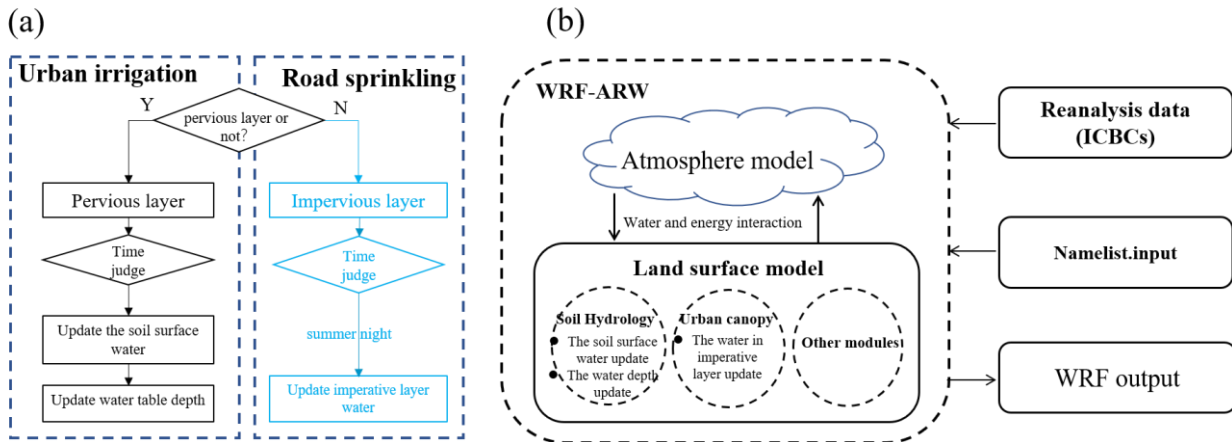 (a)
Urban irrigation
Road sprinkling
Y
N
pervious layer or
not?
Pervious layer
Time
judge
Update the soil surface
water
Update water table depth
Impervious layer
Time
judge
summer night
Update imperative layer
water
(b)
WRF-ARW
Atmosphere model
Water and energy interaction
Land surface model
Soil Hydrology
● The soil surface
water update
● The water depth
update
Urban canopy
● The water in
imperative
layer update
Other modules
Reanalysis data
(ICBCs)
Namelist.input
WRF output